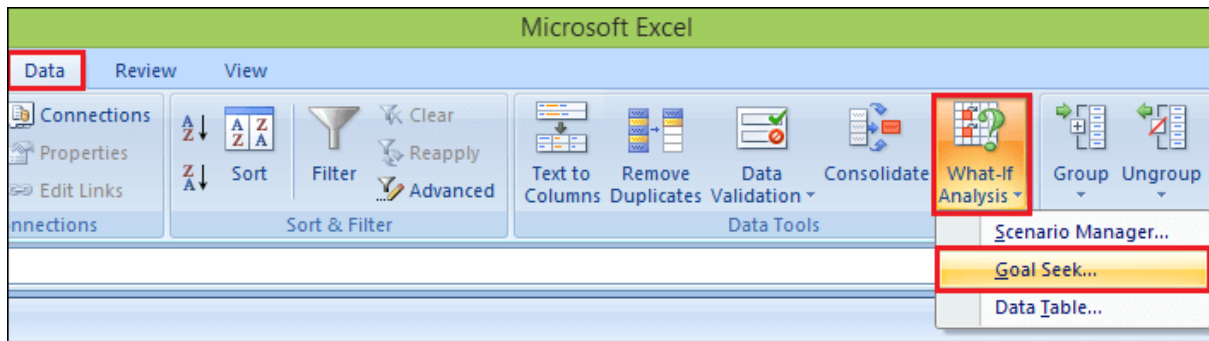 Microsoft Excel
Data Review View
Connections
Properties
Edit Links
nnections
A Z
Z A
A Z Z A
Sort
Filter
Clear
Reapply
Advanced
Sort & Filter
Text to Columns
Remove Duplicates
Data Validation
Consolidate
What-If Analysis
Data Tools
Group
Ungroup
Scenario Manager...
Goal Seek...
Data Table...